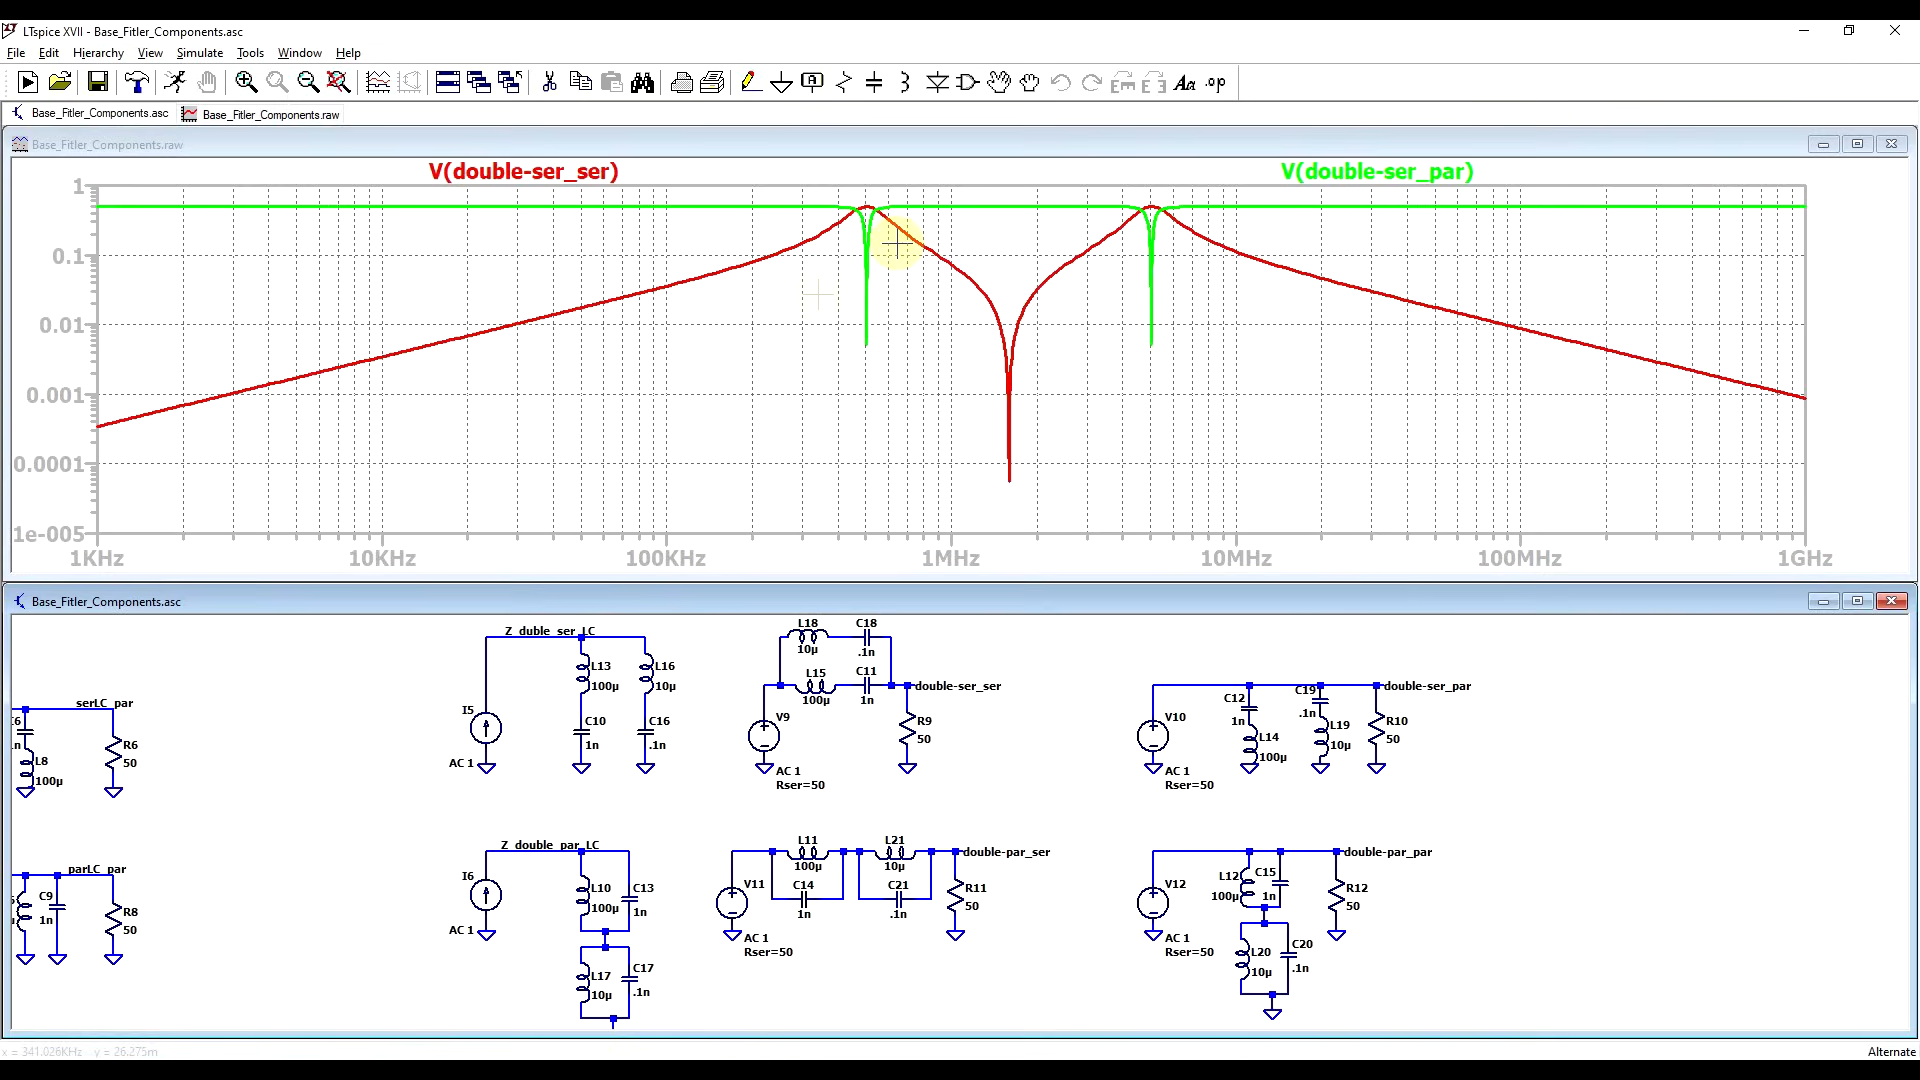 LTspice XVII - Base_Fitler_Components.asc
File Edit Hierarchy View Simulate Tools Window Help
Base_Fitler_Components.asc Base_Fitler_Components.raw
Base_Fitler_Components.raw
V(double-ser_ser) V(double-ser_par)
1
0.1
0.01
0.001
0.0001
1e-005
1KHz 10KHz 100KHz 1MHz 10MHz 100MHz 1GHz
Base_Fitler_Components.asc
serLC_par
R6
50
L8
100µ
Z_duble_ser_LC
L13
100µ
L16
10µ
I5
C10
1n
C16
.1n
AC 1
L18
10µ
C18
.1n
L15
100µ
C11
1n
double-ser_ser
V9
R9
50
AC 1
Rser=50
double-ser_par
C12
1n
C19
.1n
V10
L14
100µ
L19
10µ
R10
50
AC 1
Rser=50
parLC_par
C9
1n
R8
50
Z_double_par_LC
I6
L10
100µ
C13
1n
AC 1
L17
10µ
C17
.1n
L11
100µ
L21
10µ
double-par_ser
V11
C14
1n
C21
.1n
R11
50
AC 1
Rser=50
double-par_par
V12
L12
100µ
C15
1n
R12
50
AC 1
Rser=50
L20
10µ
C20
.1n
x = 341.026KHz y = 26.275m
Alternate